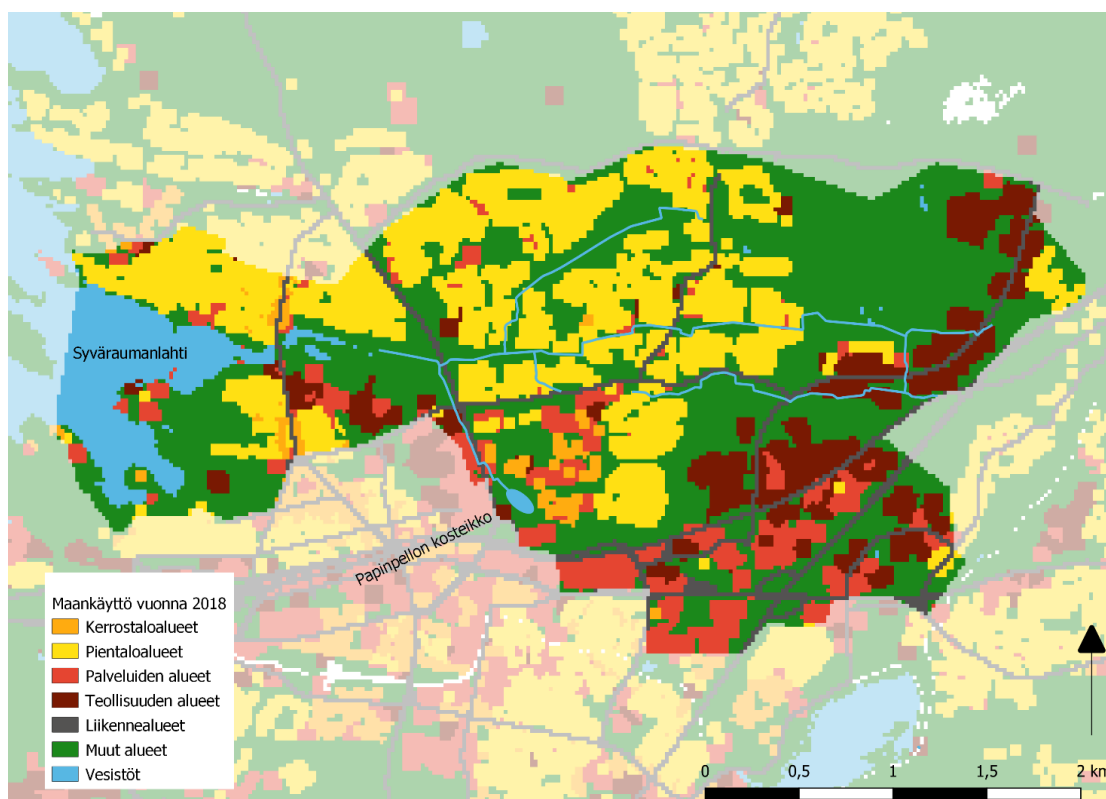 Syväraumanlahti
Papinpellon kosteikko
Maankäyttö vuonna 2018
Kerrostaloalueet
Pientaloalueet
Palveluiden alueet
Teollisuuden alueet
Liikennealueet
Muut alueet
Vesistöt
0 0,5 1 1,5 2 km